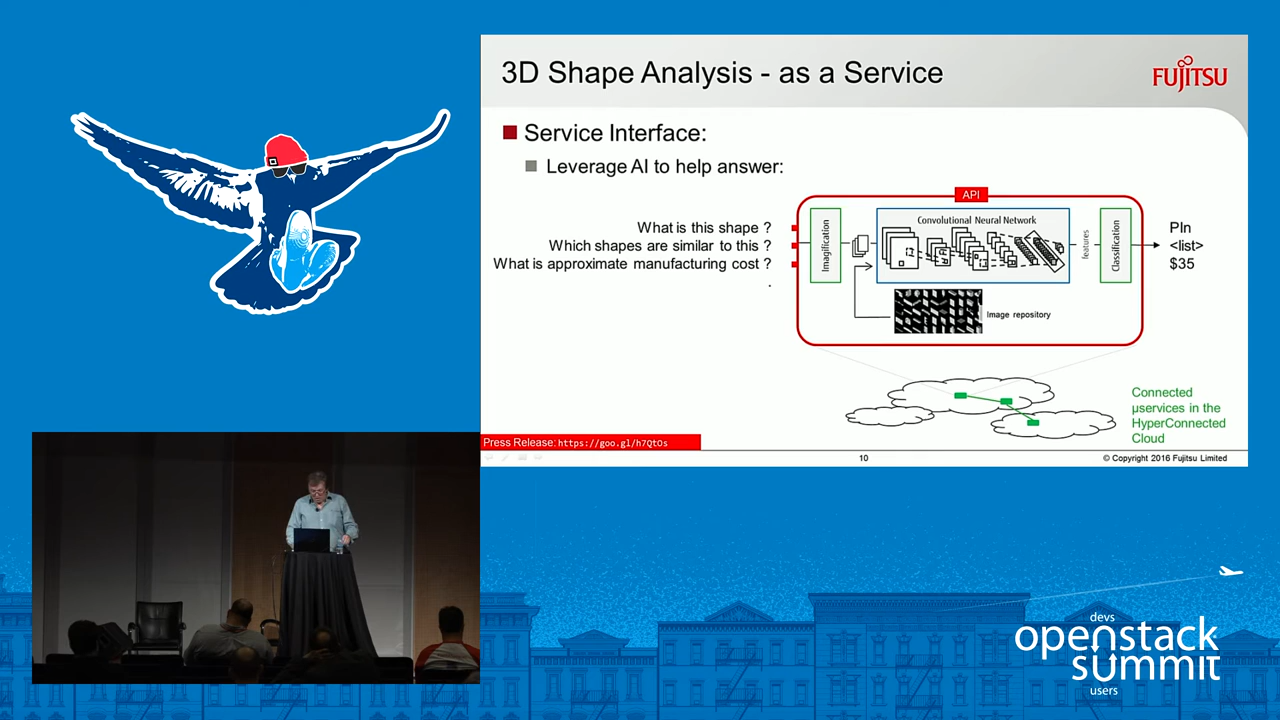 3D Shape Analysis - as a Service
FUJITSU
Service Interface:
Leverage AI to help answer:
API
What is this shape ?
Which shapes are similar to this ?
What is approximate manufacturing cost ?
.
Imagification
Convolutional Neural Network
features
Classification
PIn
<list>
$35
Image repository
Connected
µservices in the
HyperConnected
Cloud
Press Release: https://goo.gl/h7QtOs
10
© Copyright 2016 Fujitsu Limited
devs
openstack
summit
users